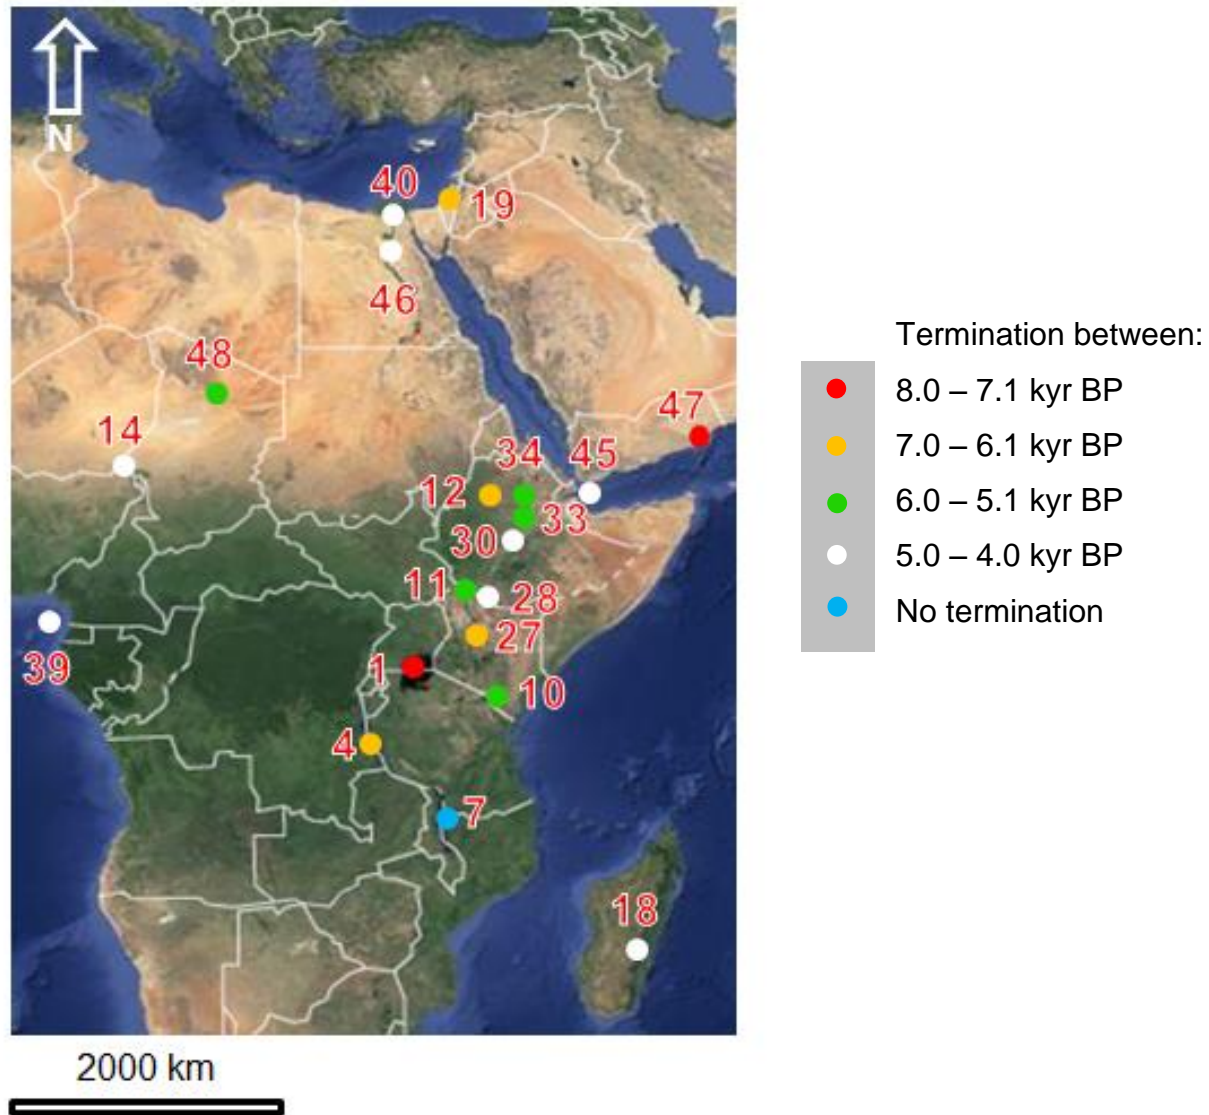 N
40
19
46
48
47
14
34
45
12
33
30
11
28
27
39
1
10
4
7
18
2000 km
Termination between:
8.0 – 7.1 kyr BP
7.0 – 6.1 kyr BP
6.0 – 5.1 kyr BP
5.0 – 4.0 kyr BP
No termination